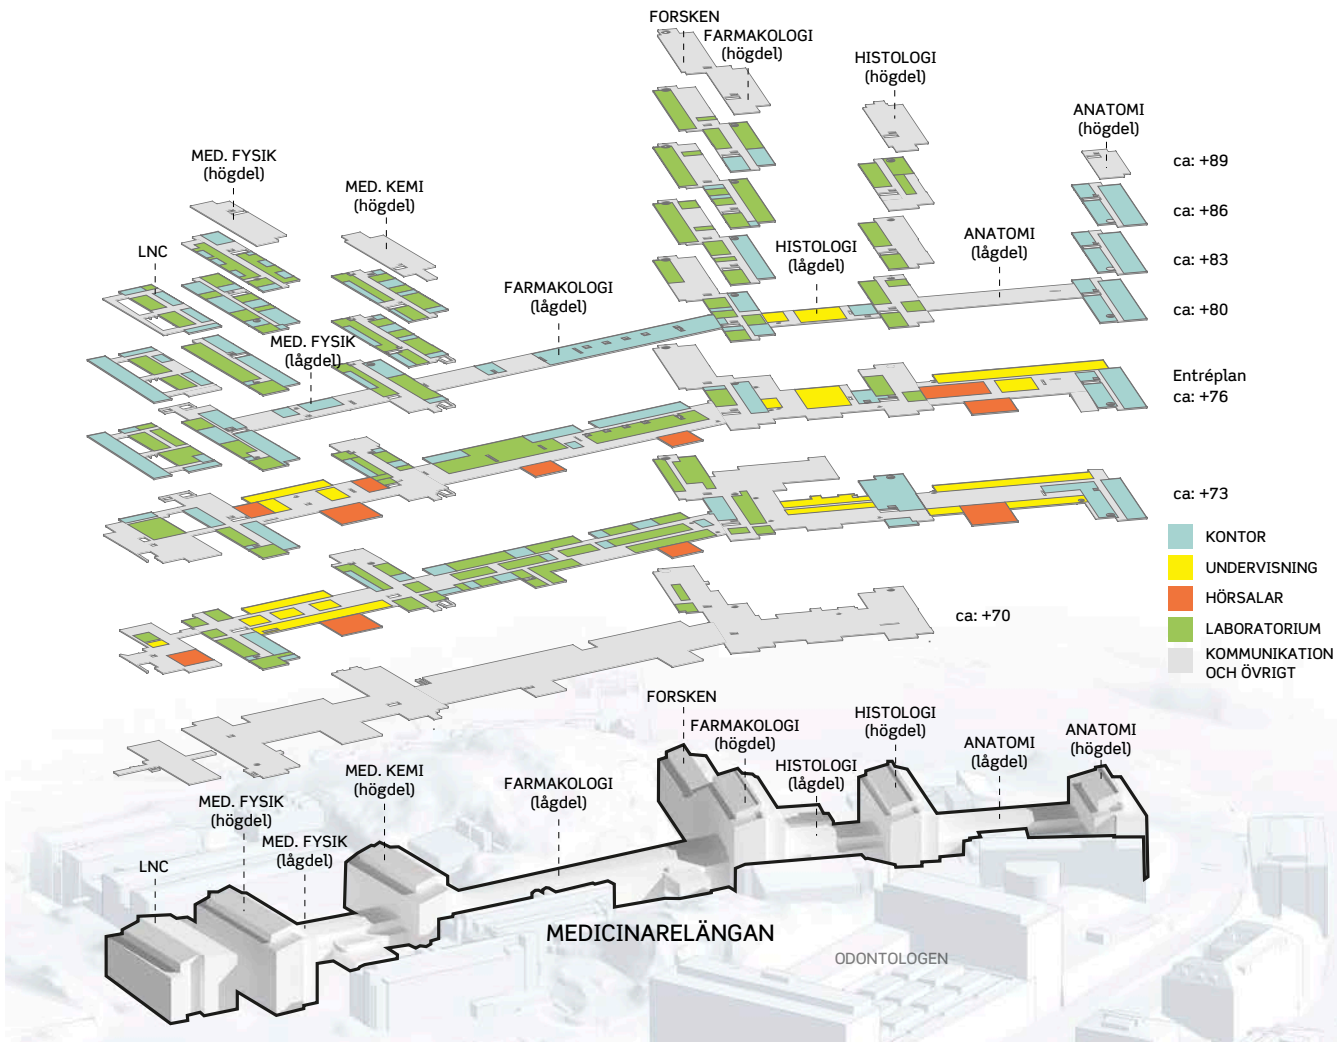 FORSKEN
FARMAKOLOGI
(högdel)
HISTOLOGI
(högdel)
ANATOMI
(högdel)
MED. FYSIK
(högdel)
MED. KEMI
(högdel)
LNC
FARMAKOLOGI
(lågdel)
HISTOLOGI
(lågdel)
ANATOMI
(lågdel)
MED. FYSIK
(lågdel)
ca: +89
ca: +86
ca: +83
ca: +80
Entréplan
ca: +76
ca: +73
KONTOR
UNDERVISNING
HÖRSALAR
LABORATORIUM
KOMMUNIKATION
OCH ÖVRIGT
ca: +70
FORSKEN
FARMAKOLOGI
(högdel)
HISTOLOGI
(högdel)
ANATOMI
(högdel)
HISTOLOGI
(lågdel)
ANATOMI
(lågdel)
MED. KEMI
(högdel)
FARMAKOLOGI
(lågdel)
MED. FYSIK
(högdel)
MED. FYSIK
(lågdel)
LNC
MEDICINARELÄNGAN
ODONTOLOGEN